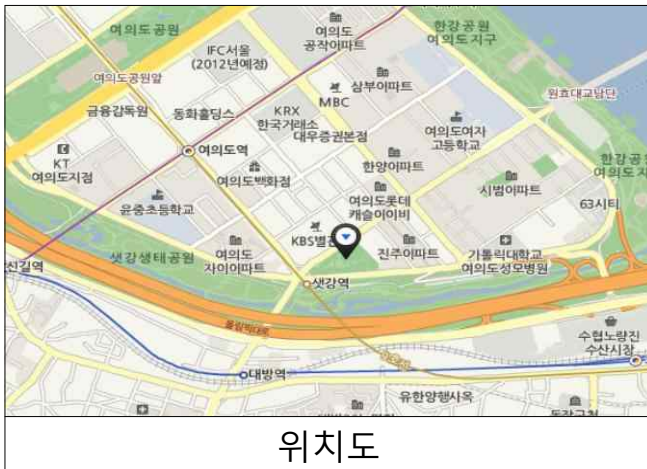 여의도공원
여의도
공작아파트
한강공원
여의도지구
IFC서울
(2012년예정)
여의도공원앞
MBC
삼부아파트
원효대교남단
금융감독원
동화홀딩스
KRX
한국거래소
대우증권본점
여의도여자
고등학교
KT
여의도지점
여의도역
한양아파트
한강공원
여의도지
여의도백화점
시범아파트
윤중초등학교
여의도롯데
캐슬아이비
63시티
KBS별
샛강생태공원
여의도
자이아파트
진주아파트
가톨릭대학교
여의도성모병원
신길역
샛강역
올림픽대로
수협노량진
수산시장
대방역
유한양행사옥
동작구청
위치도